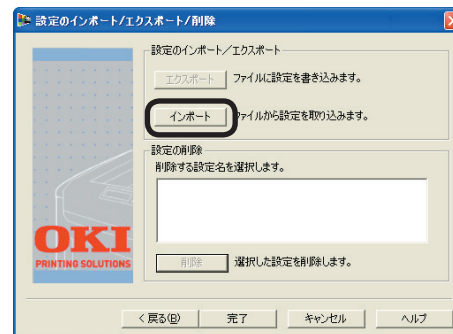 設定のインポート/エクスポート/削除
設定のインポート／エクスポート
エクスポート ファイルに設定を書き込みます。
インポート ファイルから設定を取り込みます。
設定の削除
削除する設定名を選択します。
OKI
PRINTING SOLUTIONS
削除 選択した設定を削除します。
< 戻る(B) 完了 キャンセル ヘルプ